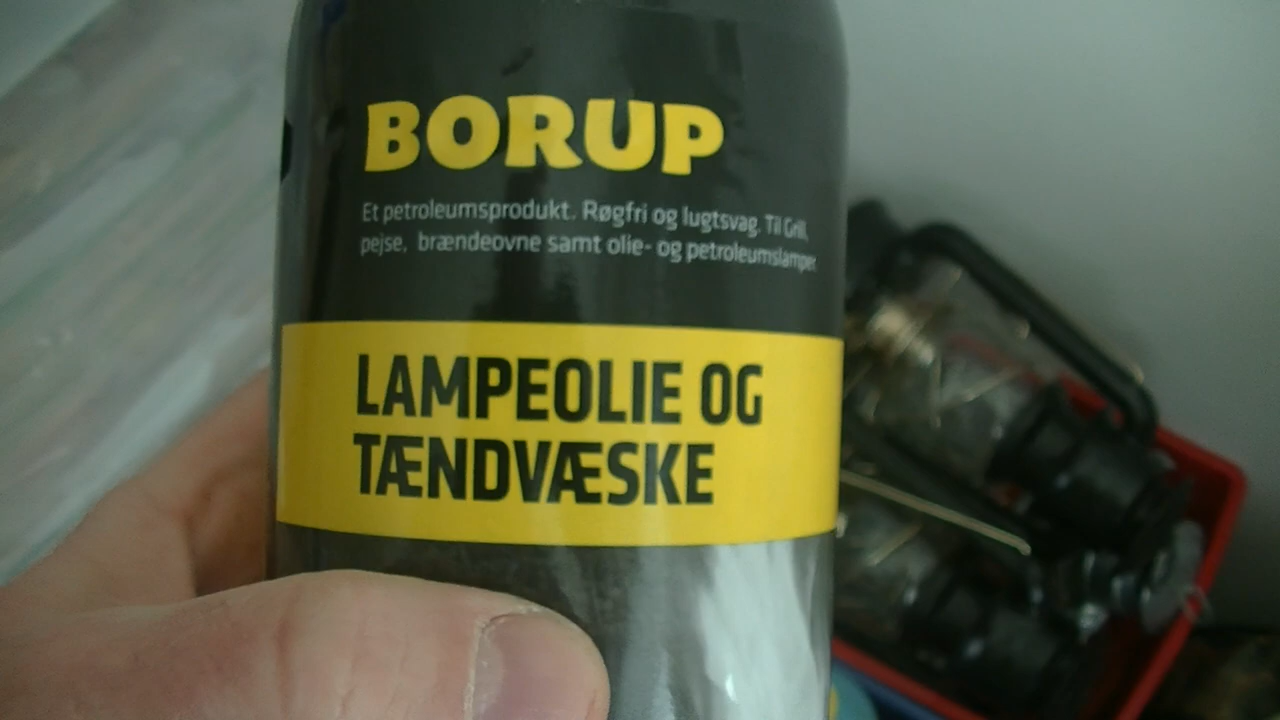 BORUP
Et petroleumsprodukt. Røgfri og lugtsvag. Til Grill,
pejse, brændeovne samt olie- og petroleumslamper.
LAMPEOLIE OG
TÆNDVÆSKE